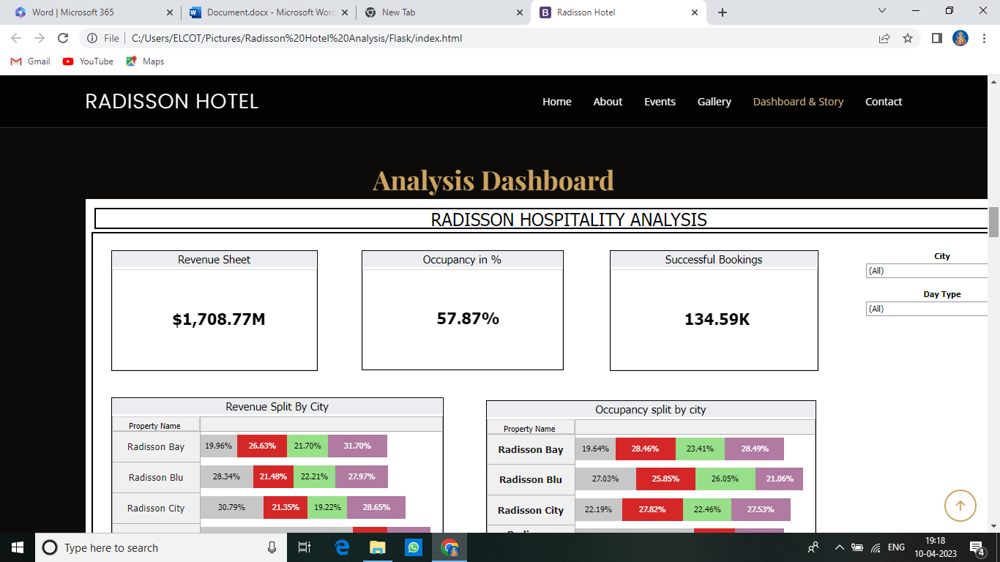 Word | Microsoft 365
Document.docx - Microsoft Word
New Tab
Radisson Hotel
File
C:/Users/ELCOT/Pictures/Radisson%20Hotel%20Analysis/Flask/index.html
Gmail
YouTube
Maps
RADISSON HOTEL
Home
About
Events
Gallery
Dashboard & Story
Contact
Analysis Dashboard
RADISSON HOSPITALITY ANALYSIS
Revenue Sheet
$1,708.77M
Occupancy in %
57.87%
Successful Bookings
134.59K
City
(All)
Day Type
(All)
Revenue Split By City
Property Name
Radisson Bay 19.96% 26.63% 21.70% 31.70%
Radisson Blu 28.34% 21.48% 22.21% 27.97%
Radisson City 30.79% 21.35% 19.22% 28.65%
Occupancy split by city
Property Name
Radisson Bay 19.64% 28.46% 23.41% 28.49%
Radisson Blu 27.03% 25.85% 26.05% 21.06%
Radisson City 22.19% 27.82% 22.46% 27.53%
Type here to search
ENG
19:18
10-04-2023
4